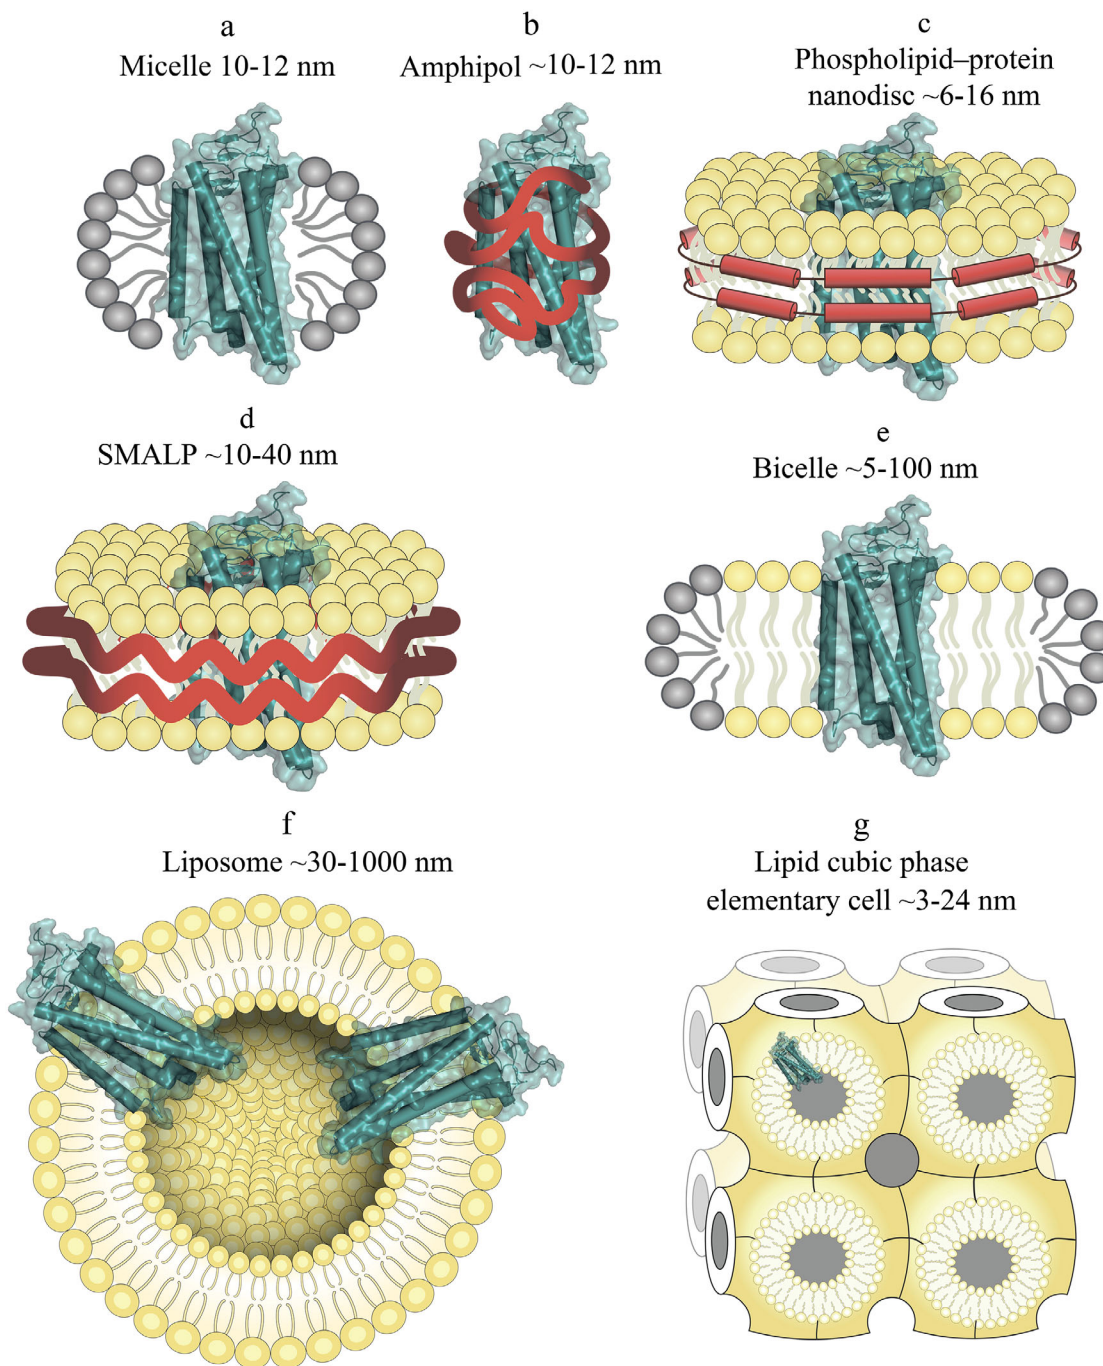 a
Micelle 10-12 nm
b
Amphipol ~10-12 nm
c
Phospholipid–protein
nanodisc ~6-16 nm
d
SMALP ~10-40 nm
e
Bicelle ~5-100 nm
f
Liposome ~30-1000 nm
g
Lipid cubic phase
elementary cell ~3-24 nm